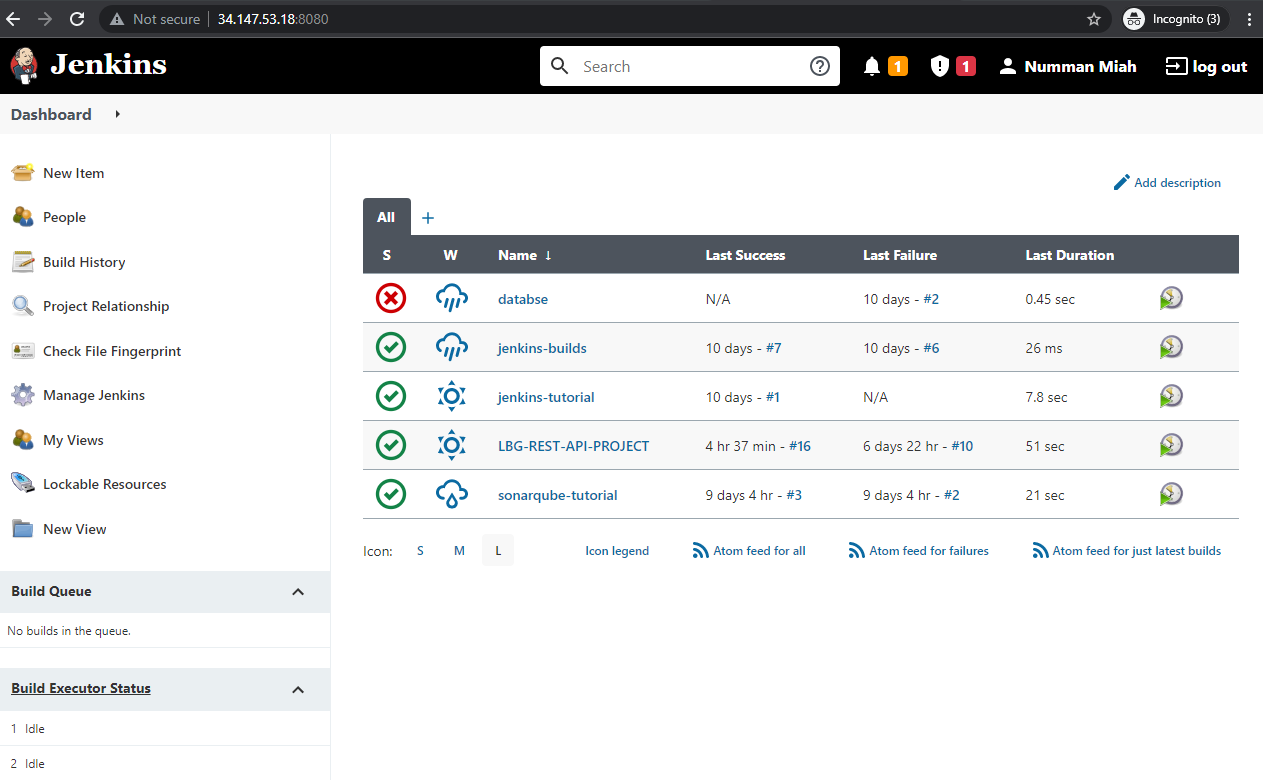 Not secure | 34.147.53.18:8080
Incognito (3)
Jenkins
Search
1
1
Numman Miah
log out
Dashboard
New Item
People
Build History
Project Relationship
Check File Fingerprint
Manage Jenkins
My Views
Lockable Resources
New View
Build Queue
No builds in the queue.
Build Executor Status
1 Idle
2 Idle
Add description
All +
S W Name ↓ Last Success Last Failure Last Duration
databse N/A 10 days - #2 0.45 sec
jenkins-builds 10 days - #7 10 days - #6 26 ms
jenkins-tutorial 10 days - #1 N/A 7.8 sec
LBG-REST-API-PROJECT 4 hr 37 min - #16 6 days 22 hr - #10 51 sec
sonarqube-tutorial 9 days 4 hr - #3 9 days 4 hr - #2 21 sec
Icon: S M L Icon legend Atom feed for all Atom feed for failures Atom feed for just latest builds